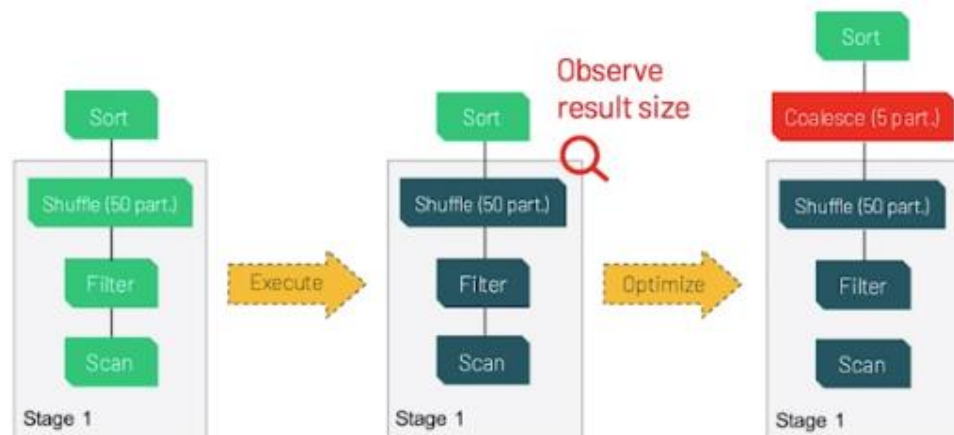 Sort
Shuffle (50 part.)
Filter
Scan
Stage 1
Execute
Observe
result size
Sort
Shuffle (50 part.)
Filter
Scan
Stage 1
Optimize
Sort
Coalesce (5 part.)
Shuffle (50 part.)
Filter
Scan
Stage 1